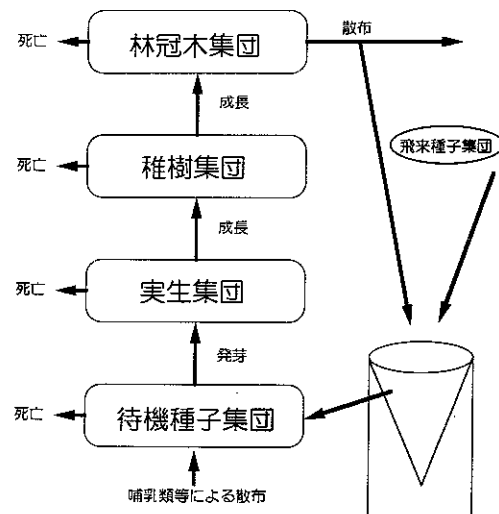 散布
死亡
林冠木集団
成長
飛来種子集団
死亡
稚樹集団
成長
死亡
実生集団
発芽
死亡
待機種子集団
哺乳類等による散布